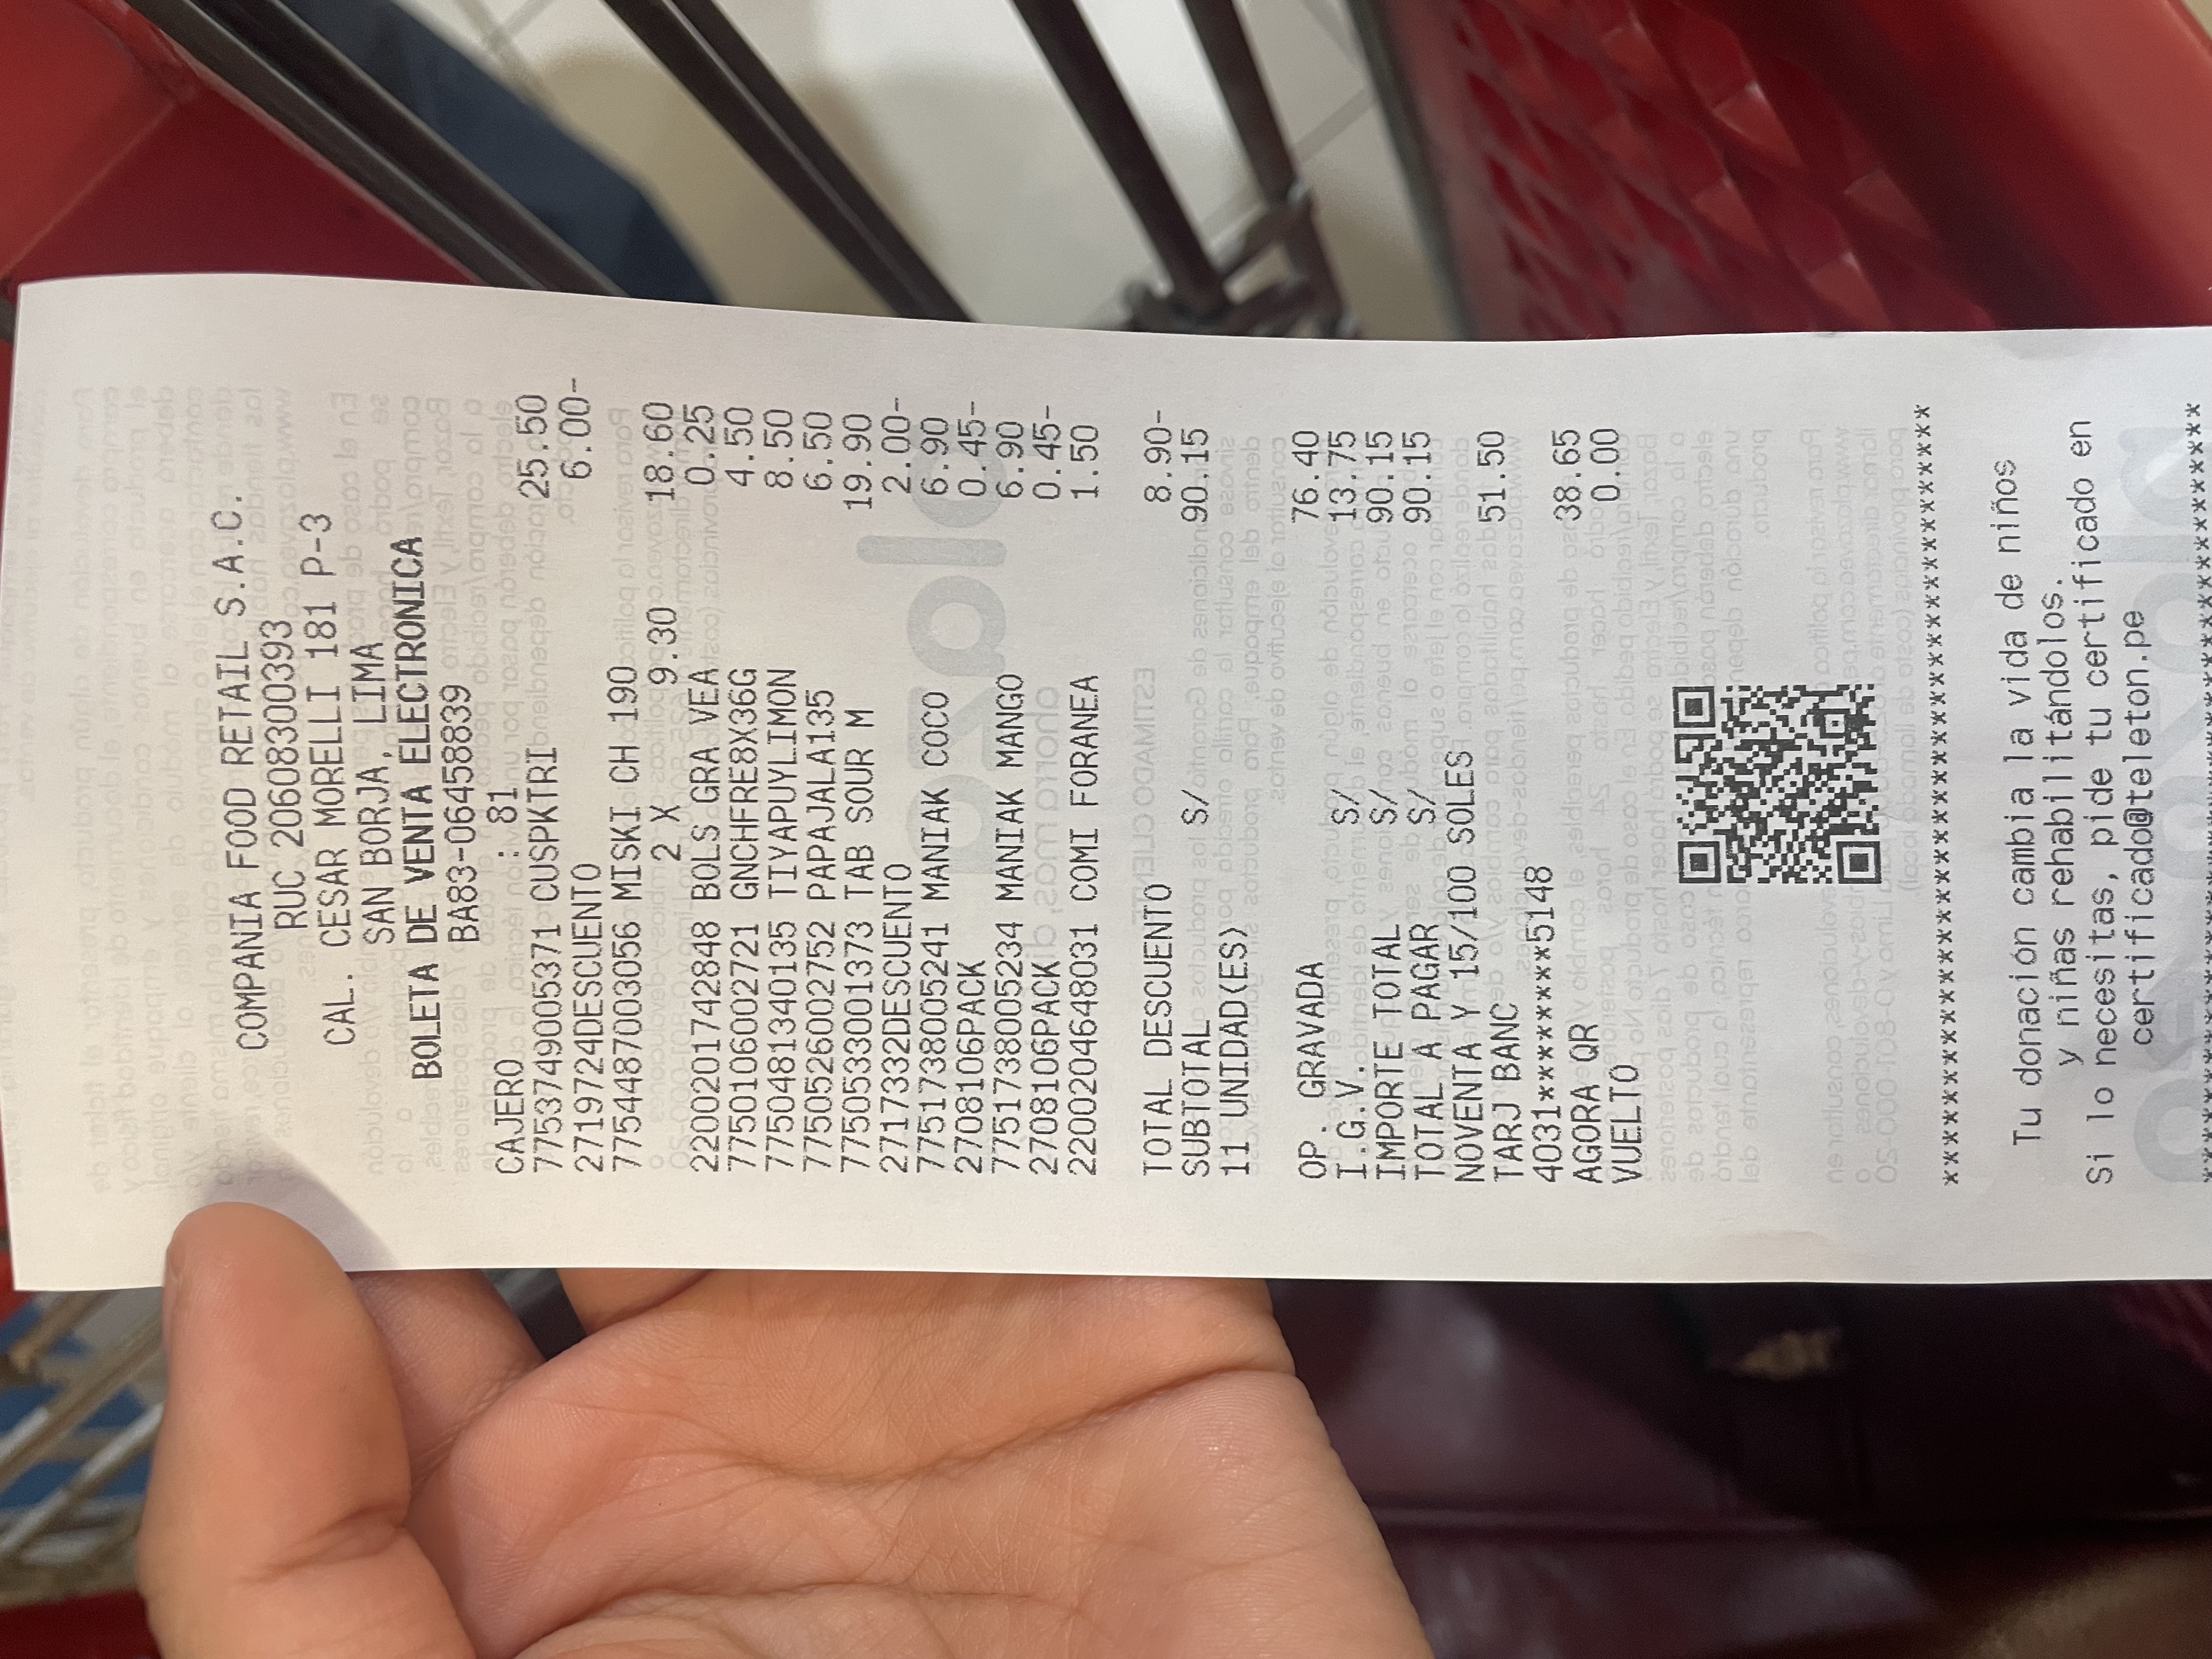 COMPANIA FOOD RETAIL S.A.C.
RUC 20608300393
CAL. CESAR MORELLI 181 P-3
SAN BORJA, LIMA
BOLETA DE VENTA ELECTRONICA
BA83-06458839
CAJERO : 81
7753749005371 CUSPKTRI 25.50
2719724DESCUENTO 6.00-
7754487003056 MISKI CH 190
2 X 9.30 18.60
2200201742848 BOLS GRA VEA 0.25
7750106002721 GNCHFRE8X36G 4.50
7750481340135 TIYAPUYLIMON 8.50
7750526002752 PAPAJALA135 6.50
7750533001373 TAB SOUR M 19.90
2717332DESCUENTO 2.00-
7751738005241 MANIAK COCO 6.90
2708106PACK 0.45-
7751738005234 MANIAK MANGO 6.90
2708106PACK 0.45-
2200204648031 COMI FORANEA 1.50
TOTAL DESCUENTO 8.90-
SUBTOTAL S/ 90.15
11 UNIDAD(ES)
OP. GRAVADA 76.40
I.G.V. S/ 13.75
IMPORTE TOTAL S/ 90.15
TOTAL A PAGAR S/ 90.15
NOVENTA Y 15/100 SOLES
TARJ BANC 51.50
4031********5148
AGORA QR 38.65
VUELTO 0.00
***************************************
Tu donación cambia la vida de niños
y niñas rehabilitándolos.
Si lo necesitas, pide tu certificado en
certificado@teleton.pe
***************************************